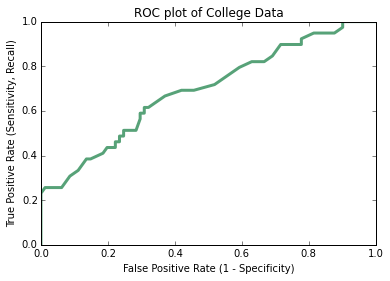 ROC plot of College Data
True Positive Rate (Sensitivity, Recall)
1.0
0.8
0.6
0.4
0.2
0.0
0.0 0.2 0.4 0.6 0.8 1.0
False Positive Rate (1 - Specificity)